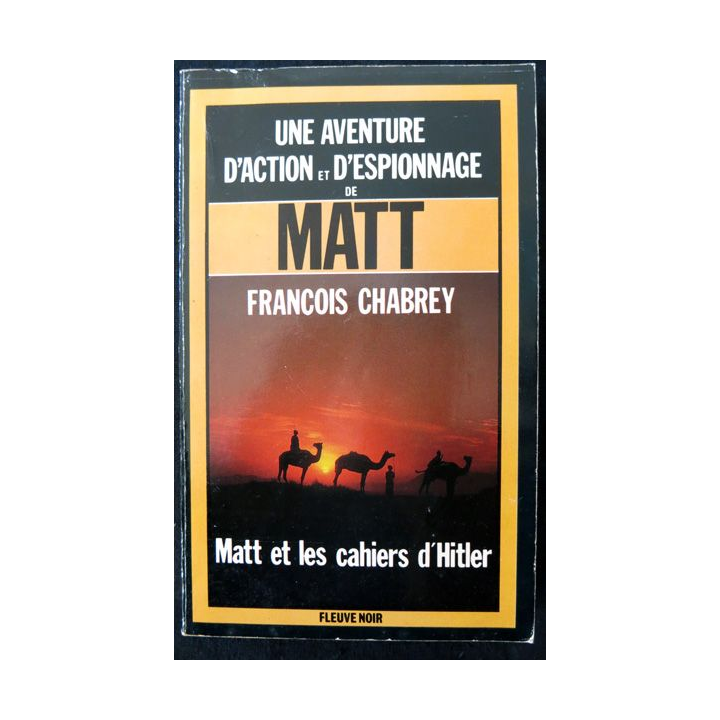 UNE AVENTURE
D'ACTION ET D'ESPIONNAGE
DE
MATT
FRANCOIS CHABREY
Matt et les cahiers d'Hitler
FLEUVE NOIR